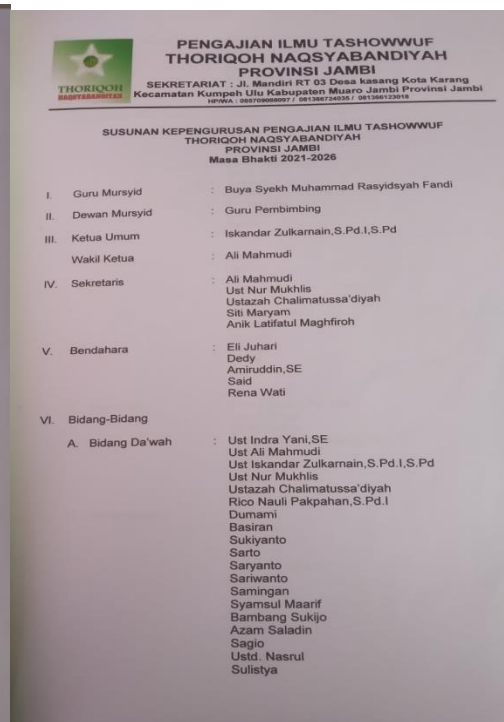 THORIQOH
NAQSYABANDIYAH
PENGAJIAN ILMU TASHOWWUF
THORIQOH NAQSYABANDIYAH
PROVINSI JAMBI
SEKRETARIAT : Jl. Mandiri RT 03 Desa kasang Kota Karang
Kecamatan Kumpeh Ulu Kabupaten Muaro Jambi Provinsi Jambi
HP/WA :
SUSUNAN KEPENGURUSAN PENGAJIAN ILMU TASHOWWUF
THORIQOH NAQSYABANDIYAH
PROVINSI JAMBI
Masa Bhakti 2021-2026
I. Guru Mursyid : Buya Syekh Muhammad Rasyidsyah Fandi
II. Dewan Mursyid : Guru Pembimbing
III. Ketua Umum : Iskandar Zulkarnain,S.Pd.I,S.Pd
Wakil Ketua : Ali Mahmudi
IV. Sekretaris : Ali Mahmudi
Ust Nur Mukhlis
Ustazah Chalimatussa'diyah
Siti Maryam
Anik Latifatul Maghfiroh
V. Bendahara : Eli Juhari
Dedy
Amiruddin,SE
Said
Rena Wati
VI. Bidang-Bidang
A. Bidang Da'wah : Ust Indra Yani,SE
Ust Ali Mahmudi
Ust Iskandar Zulkarnain,S.Pd.I,S.Pd
Ust Nur Mukhlis
Ustazah Chalimatussa'diyah
Rico Nauli Pakpahan,S.Pd.I
Dumami
Basiran
Sukiyanto
Sarto
Saryanto
Sariwanto
Samingan
Syamsul Maarif
Bambang Sukijo
Azam Saladin
Sagio
Ustd. Nasrul
Sulistya